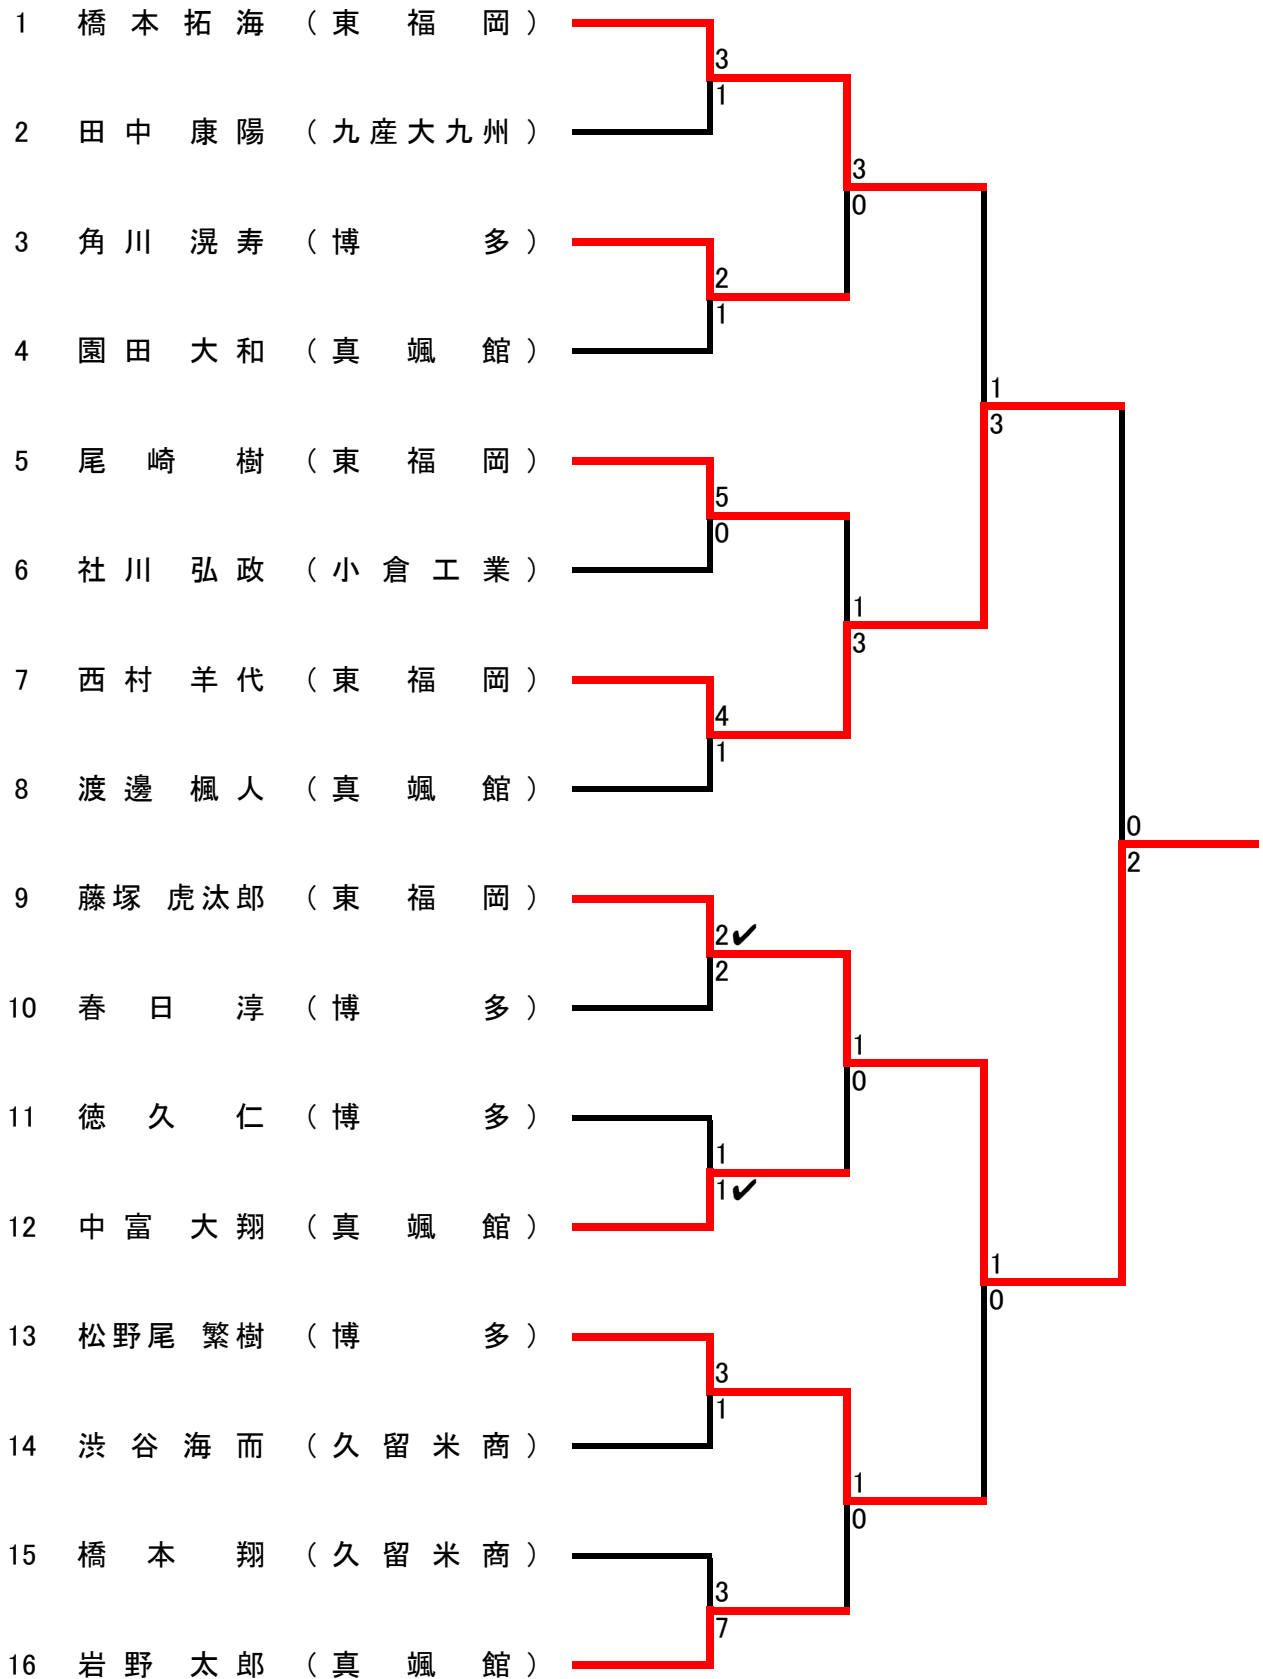 1 橋本拓海 （東福岡）
3
1
2 田中 康陽 （九産大九州）
3
0
3 角川 滉寿 （博多）
2
1
4 園田 大和 （真颯館）
1
3
5 尾崎 樹 （東福岡）
5
0
6 社川 弘政 （小倉工業）
1
3
7 西村 羊代 （東福岡）
4
1
8 渡邊 楓人 （真颯館）
0
2
9 藤塚 虎汰郎 （東福岡）
2✔
2
10 春日 淳 （博多）
1
0
11 徳久 仁 （博多）
1
1✔
12 中富 大翔 （真颯館）
1
0
13 松野尾 繁樹 （博多）
3
1
14 渋谷海而 （久留米商）
1
0
15 橋本 翔 （久留米商）
3
7
16 岩野 太郎 （真颯館）